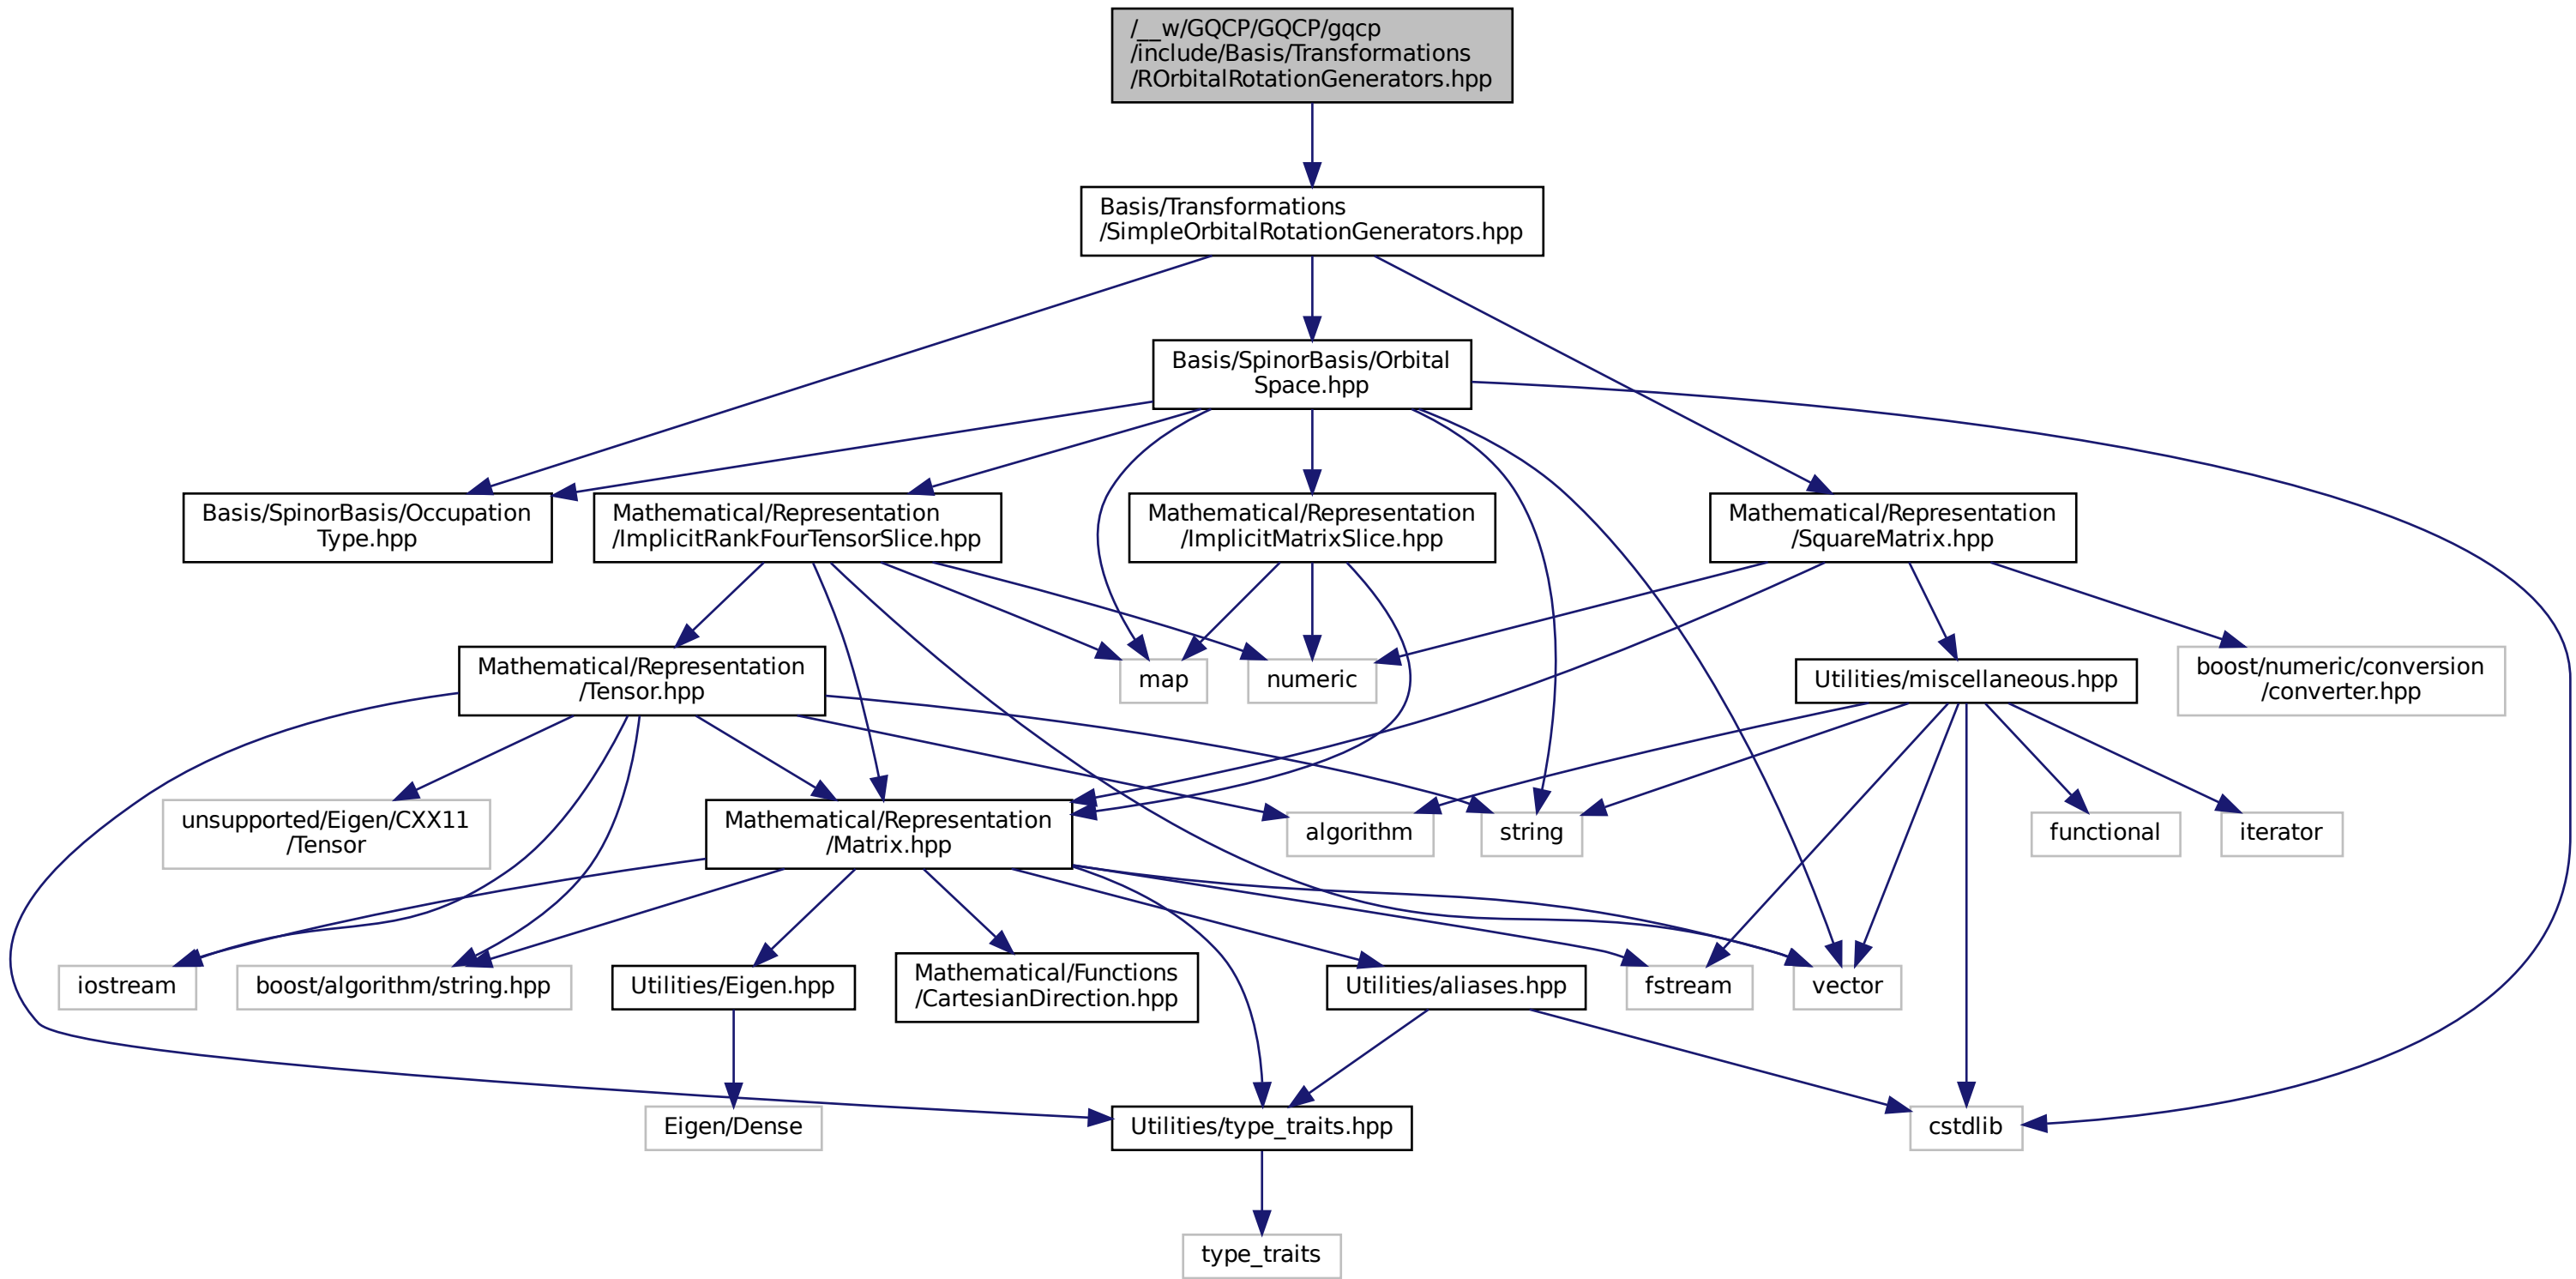 /__w/GQCP/GQCP/gqcp
/include/Basis/Transformations
/ROrbitalRotationGenerators.hpp
Basis/Transformations
/SimpleOrbitalRotationGenerators.hpp
Basis/SpinorBasis/Orbital
Space.hpp
Basis/SpinorBasis/Occupation
Type.hpp
Mathematical/Representation
/ImplicitRankFourTensorSlice.hpp
Mathematical/Representation
/ImplicitMatrixSlice.hpp
Mathematical/Representation
/SquareMatrix.hpp
Mathematical/Representation
/Tensor.hpp
map
numeric
Utilities/miscellaneous.hpp
boost/numeric/conversion
/converter.hpp
unsupported/Eigen/CXX11
/Tensor
Mathematical/Representation
/Matrix.hpp
algorithm
string
functional
iterator
iostream
boost/algorithm/string.hpp
Utilities/Eigen.hpp
Mathematical/Functions
/CartesianDirection.hpp
Utilities/aliases.hpp
fstream
vector
Eigen/Dense
Utilities/type_traits.hpp
cstdlib
type_traits